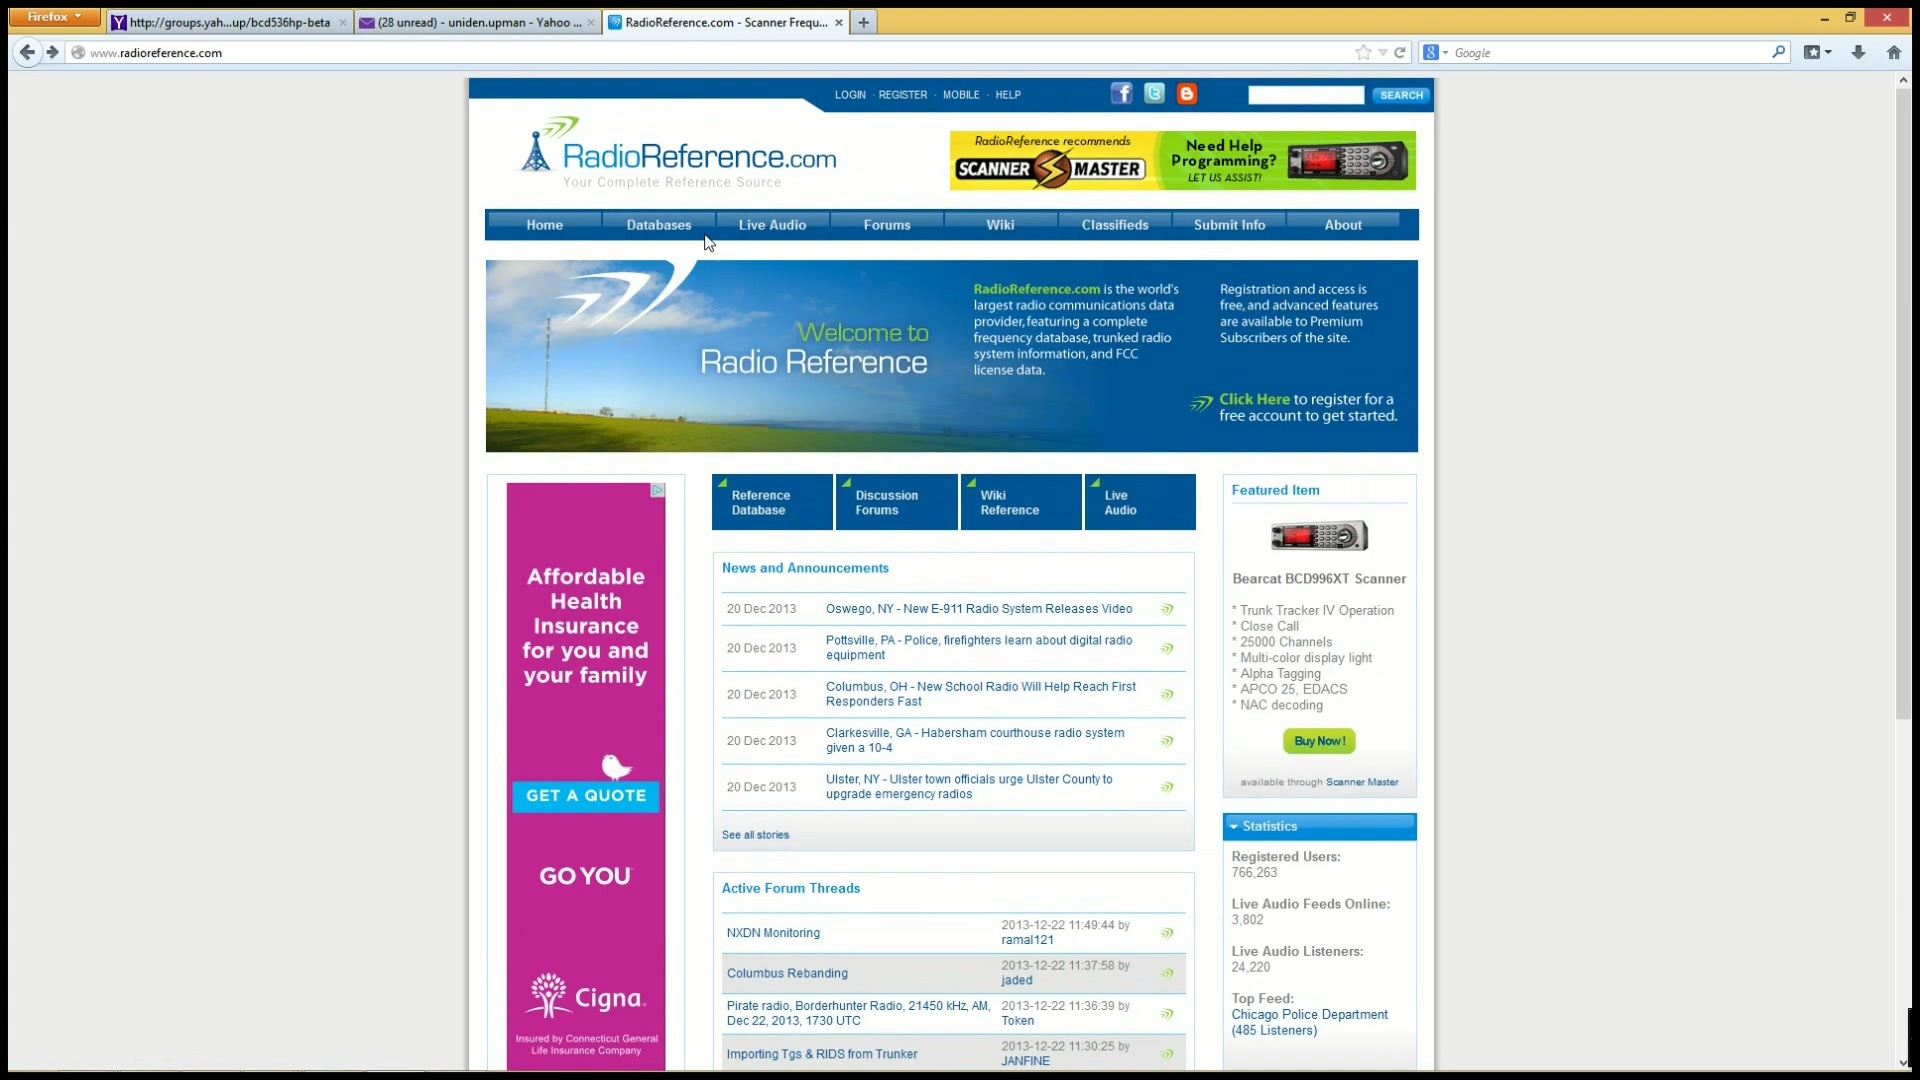 Firefox
http://groups.yah...up/bcd536hp-beta
(28 unread) - uniden.upman - Yahoo ...
RadioReference.com - Scanner Frequ...
www.radioreference.com
Google
LOGIN · REGISTER · MOBILE · HELP
SEARCH
RadioReference.com
Your Complete Reference Source
RadioReference recommends
SCANNER MASTER
Need Help
Programming?
LET US ASSIST!
Home
Databases
Live Audio
Forums
Wiki
Classifieds
Submit Info
About
Welcome to
Radio Reference
RadioReference.com is the world's
largest radio communications data
provider, featuring a complete
frequency database, trunked radio
system information, and FCC
license data.
Registration and access is
free, and advanced features
are available to Premium
Subscribers of the site.
Click Here to register for a
free account to get started.
Affordable
Health
Insurance
for you and
your family
GET A QUOTE
GO YOU
Cigna.
Insured by Connecticut General
Life Insurance Company
Reference
Database
Discussion
Forums
Wiki
Reference
Live
Audio
News and Announcements
20 Dec 2013
Oswego, NY - New E-911 Radio System Releases Video
20 Dec 2013
Pottsville, PA - Police, firefighters learn about digital radio
equipment
20 Dec 2013
Columbus, OH - New School Radio Will Help Reach First
Responders Fast
20 Dec 2013
Clarkesville, GA - Habersham courthouse radio system
given a 10-4
20 Dec 2013
Ulster, NY - Ulster town officials urge Ulster County to
upgrade emergency radios
See all stories
Active Forum Threads
NXDN Monitoring
2013-12-22 11:49:44 by
ramal121
Columbus Rebanding
2013-12-22 11:37:58 by
jaded
Pirate radio, Borderhunter Radio, 21450 kHz, AM,
Dec 22, 2013, 1730 UTC
2013-12-22 11:36:39 by
Token
Importing Tgs & RIDS from Trunker
2013-12-22 11:30:25 by
JANFINE
Featured Item
Bearcat BCD996XT Scanner
* Trunk Tracker IV Operation
* Close Call
* 25000 Channels
* Multi-color display light
* Alpha Tagging
* APCO 25, EDACS
* NAC decoding
Buy Now!
available through Scanner Master
Statistics
Registered Users:
766,263
Live Audio Feeds Online:
3,802
Live Audio Listeners:
24,220
Top Feed:
Chicago Police Department
(485 Listeners)